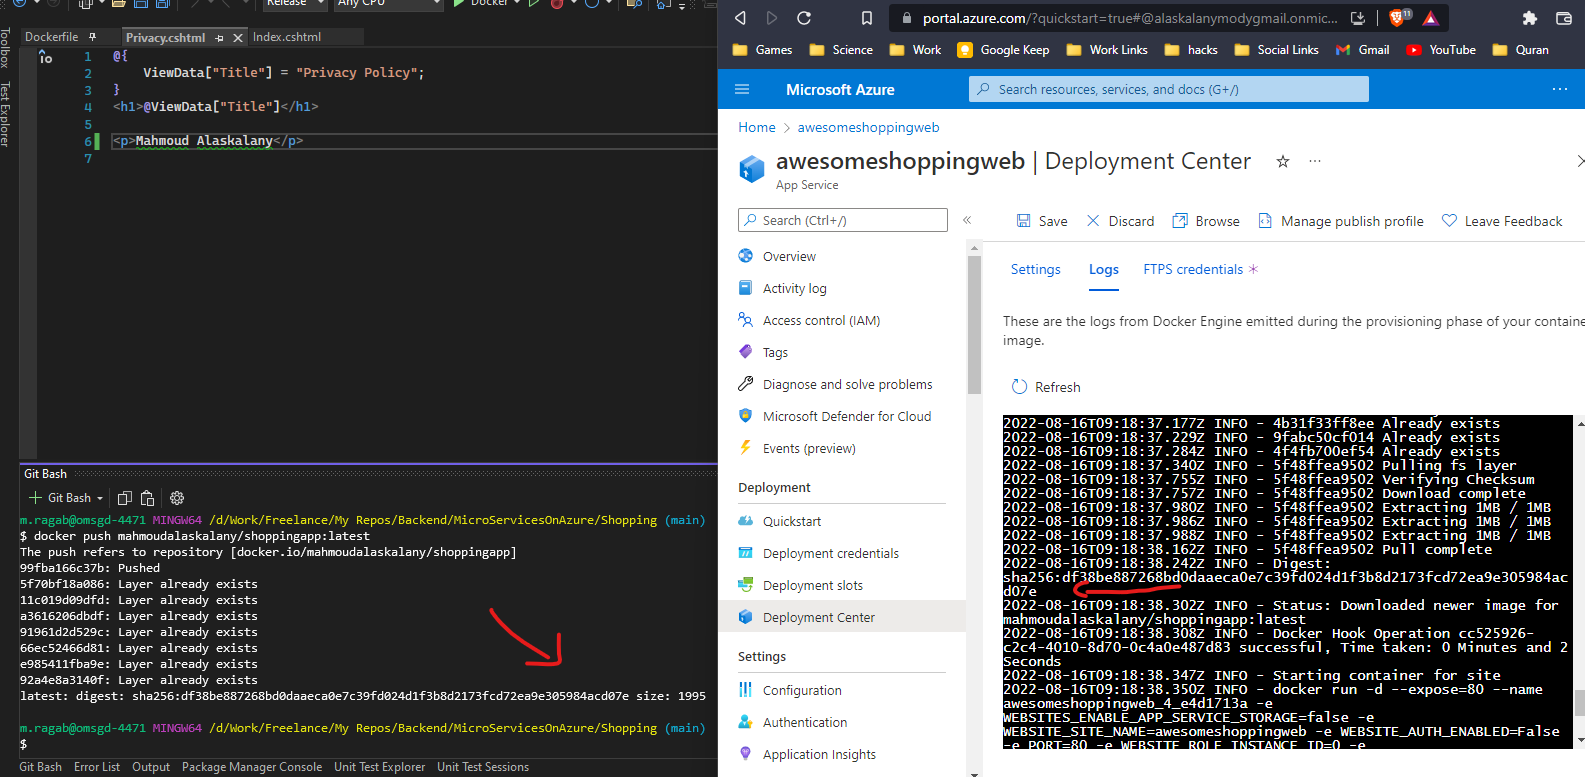 Release
Any CPU
Docker
Toolbox
Test Explorer
Dockerfile
Privacy.cshtml
Index.cshtml
1 @{
2 ViewData["Title"] = "Privacy Policy";
3 }
4 <h1>@ViewData["Title"]</h1>
5
6 <p>Mahmoud Alaskalany</p>
7
Git Bash
Git Bash
m.ragab@omsgd-4471 MINGW64 /d/Work/Freelance/My Repos/Backend/MicroServicesOnAzure/Shopping (main)
$ docker push mahmoudalaskalany/shoppingapp:latest
The push refers to repository [docker.io/mahmoudalaskalany/shoppingapp]
99fba166c37b: Pushed
5f70bf18a086: Layer already exists
11c019d09dfd: Layer already exists
a3616206dbdf: Layer already exists
91961d2d529c: Layer already exists
66ec52466d81: Layer already exists
e985411fba9e: Layer already exists
92a4e8a3140f: Layer already exists
latest: digest: sha256:df38be887268bd0daaeca0e7c39fd024d1f3b8d2173fcd72ea9e305984acd07e size: 1995
m.ragab@omsgd-4471 MINGW64 /d/Work/Freelance/My Repos/Backend/MicroServicesOnAzure/Shopping (main)
$
Git Bash Error List Output Package Manager Console Unit Test Explorer Unit Test Sessions
portal.azure.com/?quickstart=true#@alaskalanymodygmail.onmic...
11
Games Science Work Google Keep Work Links hacks Social Links Gmail YouTube Quran
Microsoft Azure
Search resources, services, and docs (G+/)
Home > awesomeshoppingweb
awesomeshoppingweb | Deployment Center
App Service
Search (Ctrl+/)
Overview
Activity log
Access control (IAM)
Tags
Diagnose and solve problems
Microsoft Defender for Cloud
Events (preview)
Deployment
Quickstart
Deployment credentials
Deployment slots
Deployment Center
Settings
Configuration
Authentication
Application Insights
Save Discard Browse Manage publish profile Leave Feedback
Settings Logs FTPS credentials *
These are the logs from Docker Engine emitted during the provisioning phase of your containe
image.
Refresh
2022-08-16T09:18:37.177Z INFO - 4b31f33ff8ee Already exists
2022-08-16T09:18:37.229Z INFO - 9fabc50cf014 Already exists
2022-08-16T09:18:37.284Z INFO - 4f4fb700ef54 Already exists
2022-08-16T09:18:37.340Z INFO - 5f48ffea9502 Pulling fs layer
2022-08-16T09:18:37.755Z INFO - 5f48ffea9502 Verifying Checksum
2022-08-16T09:18:37.757Z INFO - 5f48ffea9502 Download complete
2022-08-16T09:18:37.980Z INFO - 5f48ffea9502 Extracting 1MB / 1MB
2022-08-16T09:18:37.986Z INFO - 5f48ffea9502 Extracting 1MB / 1MB
2022-08-16T09:18:37.988Z INFO - 5f48ffea9502 Extracting 1MB / 1MB
2022-08-16T09:18:38.162Z INFO - 5f48ffea9502 Pull complete
2022-08-16T09:18:38.242Z INFO - Digest:
sha256:df38be887268bd0daaeca0e7c39fd024d1f3b8d2173fcd72ea9e305984ac
d07e
2022-08-16T09:18:38.302Z INFO - Status: Downloaded newer image for
mahmoudalaskalany/shoppingapp:latest
2022-08-16T09:18:38.308Z INFO - Docker Hook Operation cc525926-
c2c4-4010-8d70-0c4a0e487d83 successful, Time taken: 0 Minutes and 2
Seconds
2022-08-16T09:18:38.347Z INFO - Starting container for site
2022-08-16T09:18:38.350Z INFO - docker run -d --expose=80 --name
awesomeshoppingweb_4_e4d1713a -e
WEBSITES_ENABLE_APP_SERVICE_STORAGE=false -e
WEBSITE_SITE_NAME=awesomeshoppingweb -e WEBSITE_AUTH_ENABLED=False
-e PORT=80 -e WEBSITE_ROLE_INSTANCE_ID=0 -e